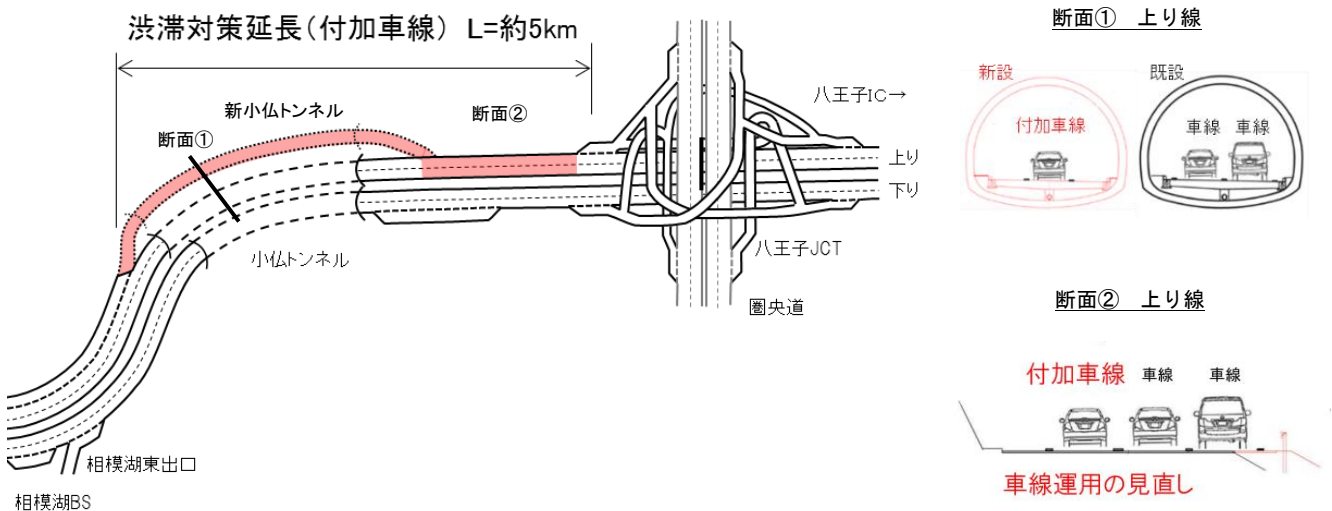 渋滞対策延長(付加車線) L=約5km
新小仏トンネル
断面①
断面②
八王子IC→
上り
下り
小仏トンネル
八王子JCT
圏央道
相模湖東出口
相模湖BS
断面① 上り線
新設
既設
付加車線
車線
車線
断面② 上り線
付加車線
車線
車線
車線運用の見直し